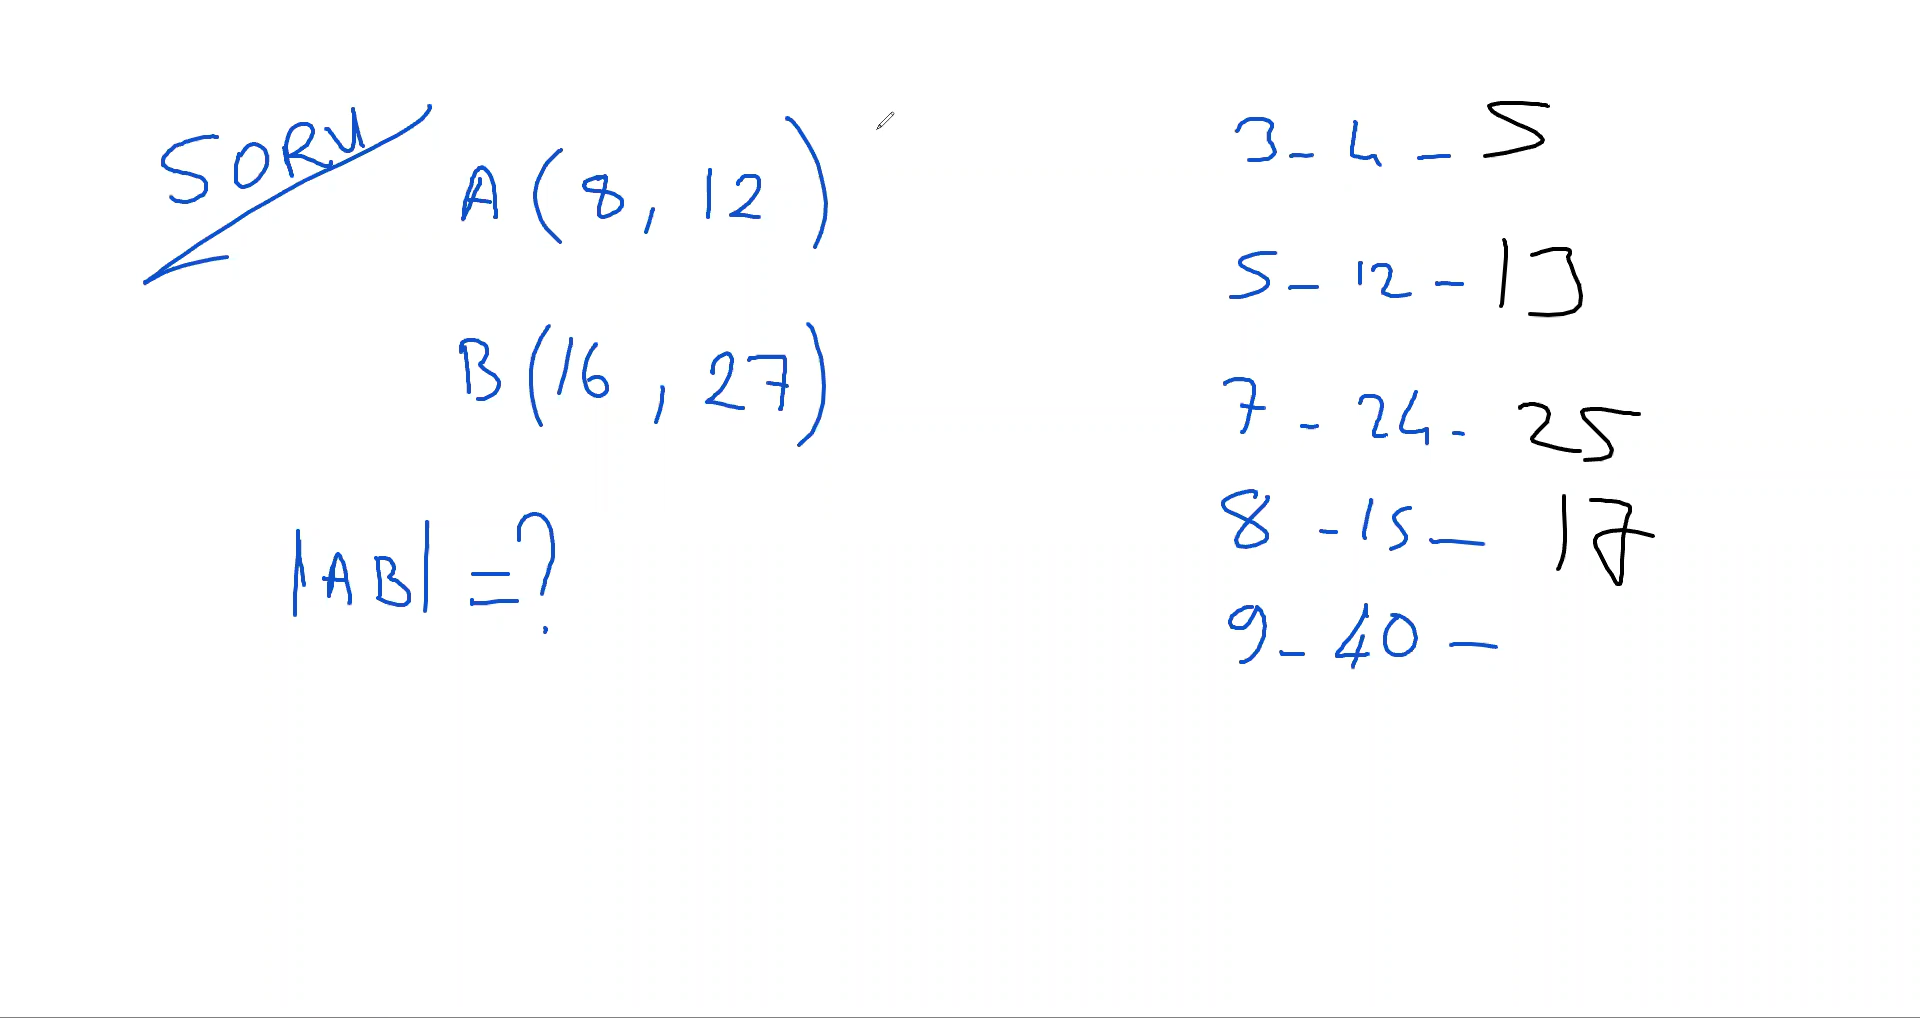 SORU
A(8, 12)
B(16, 27)
|AB| = ?
3 - 4 - 5
5 - 12 - 13
7 - 24 - 25
8 - 15 - 17
9 - 40 -